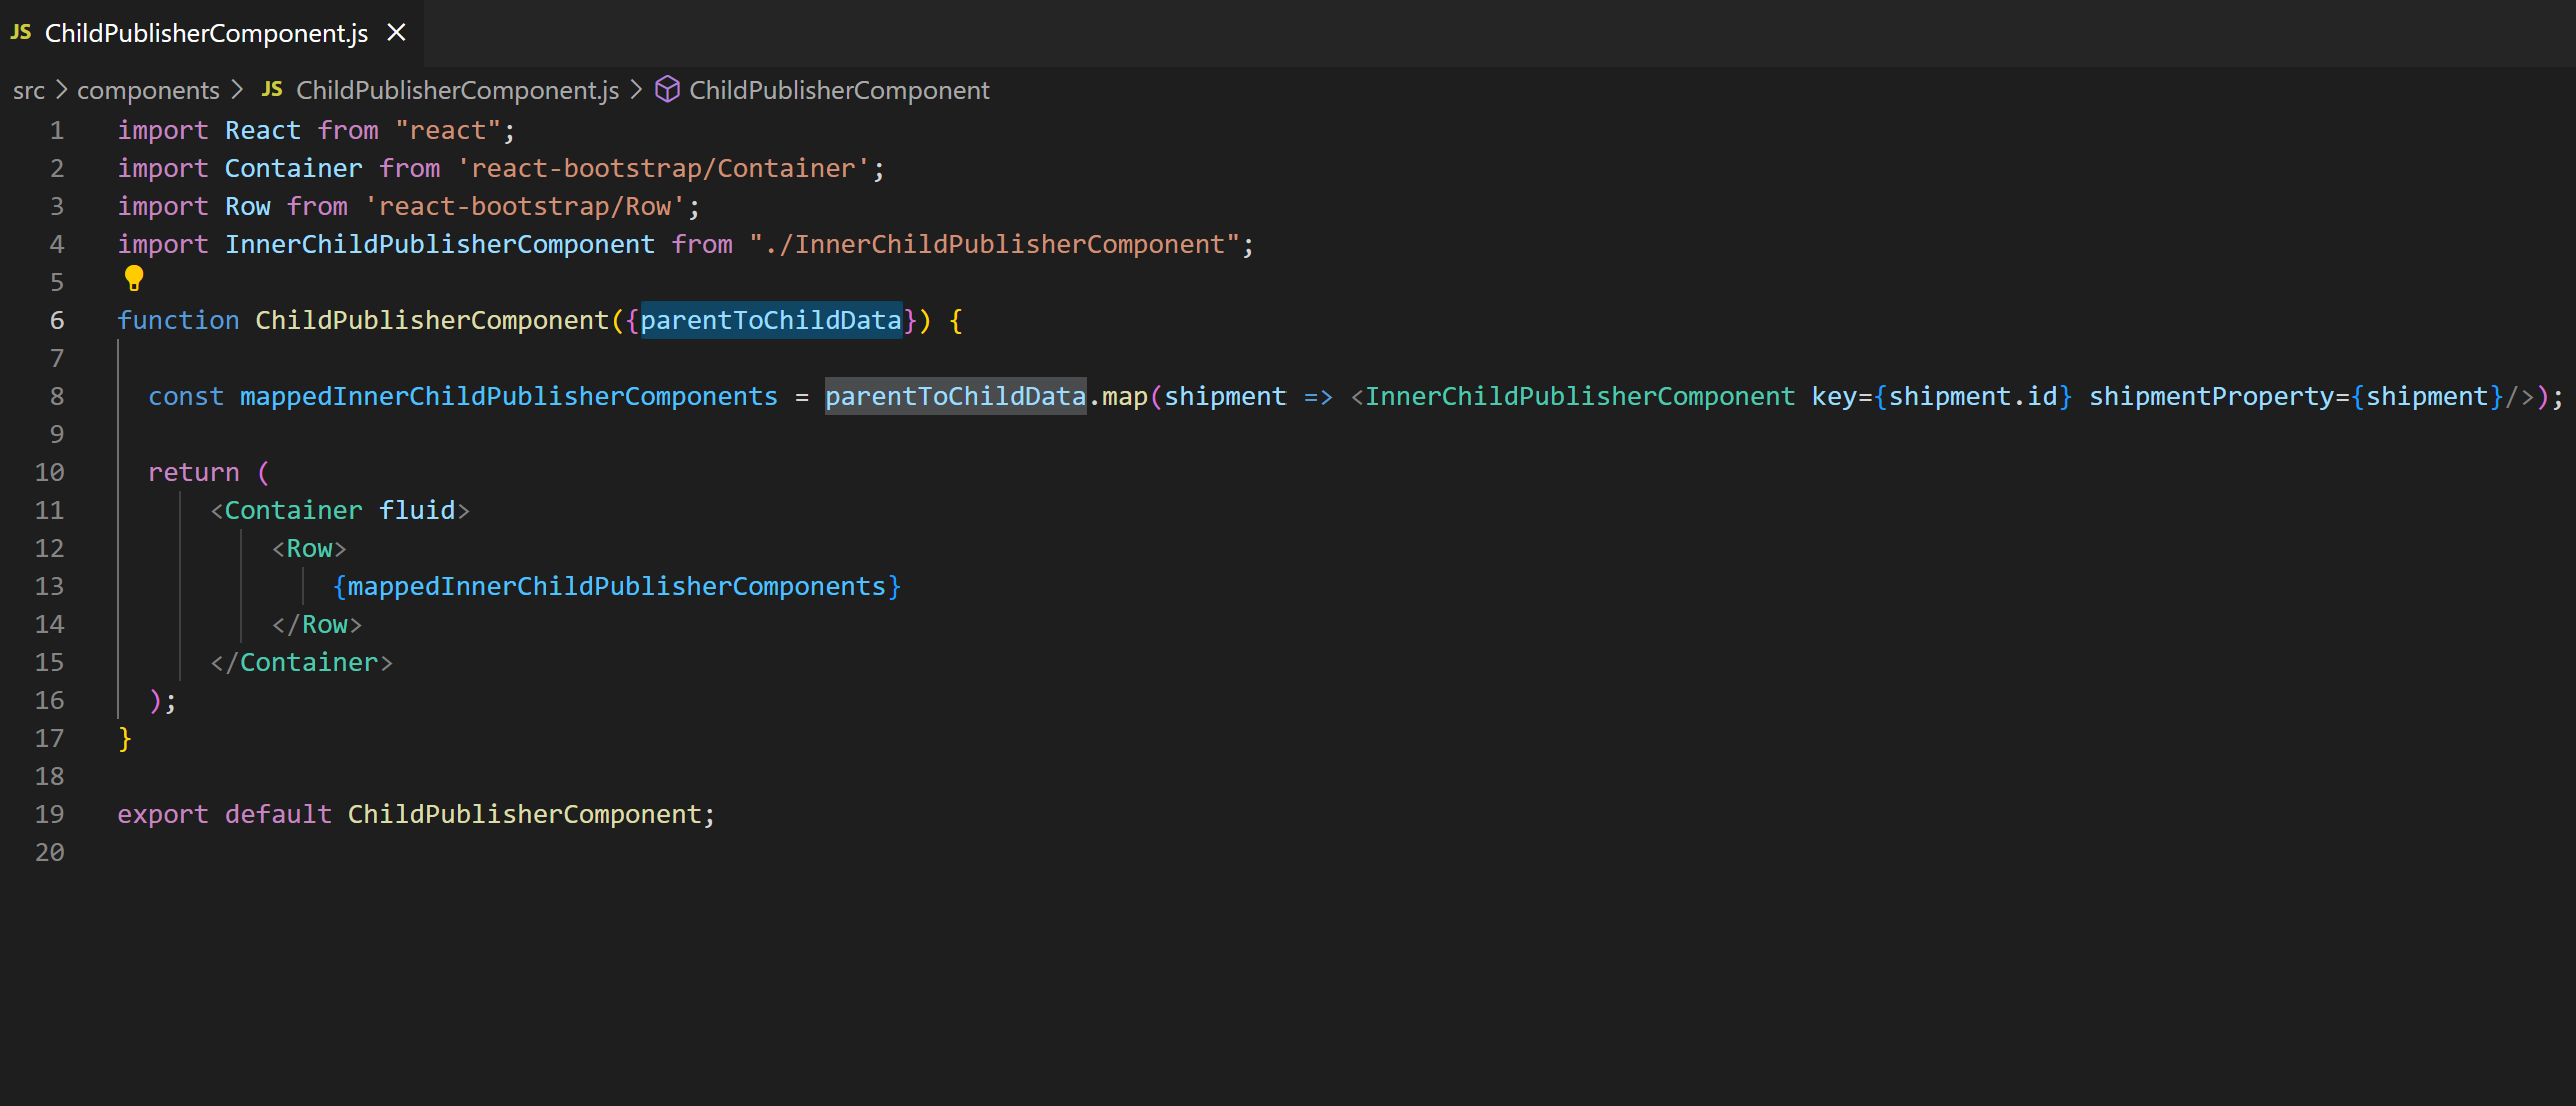 JS ChildPublisherComponent.js ×
src > components > JS ChildPublisherComponent.js > ChildPublisherComponent
1 import React from "react";
2 import Container from 'react-bootstrap/Container';
3 import Row from 'react-bootstrap/Row';
4 import InnerChildPublisherComponent from "./InnerChildPublisherComponent";
5
6 function ChildPublisherComponent({parentToChildData}) {
7
8   const mappedInnerChildPublisherComponents = parentToChildData.map(shipment => <InnerChildPublisherComponent key={shipment.id} shipmentProperty={shipment}/>);
9
10   return (
11       <Container fluid>
12           <Row>
13               {mappedInnerChildPublisherComponents}
14           </Row>
15       </Container>
16   );
17 }
18
19 export default ChildPublisherComponent;
20